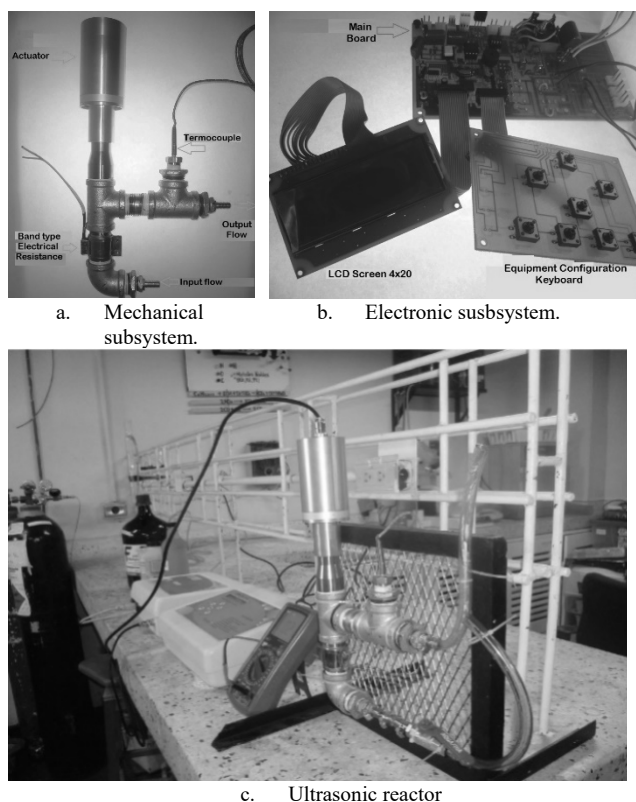 Actuator
Termocouple
Output
Flow
Band type
Electrical
Resistance
Input flow
Main
Board
LCD Screen 4x20
Equipment Configuration
Keyboard
a. Mechanical
subsystem.
b. Electronic susbsystem.
c. Ultrasonic reactor